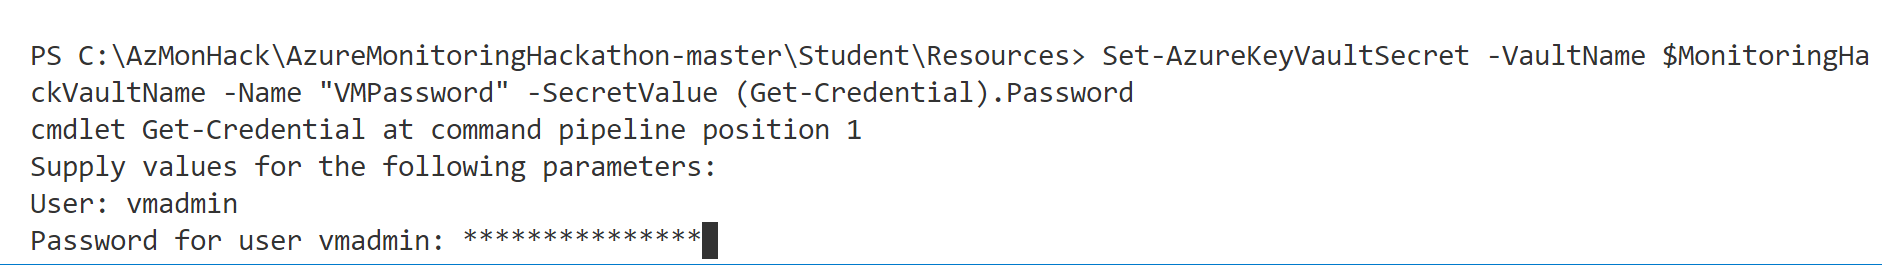 PS C:\AzMonHack\AzureMonitoringHackathon-master\Student\Resources> Set-AzureKeyVaultSecret -VaultName $MonitoringHa
ckVaultName -Name "VMPassword" -SecretValue (Get-Credential).Password
cmdlet Get-Credential at command pipeline position 1
Supply values for the following parameters:
User: vmadmin
Password for user vmadmin: ***************